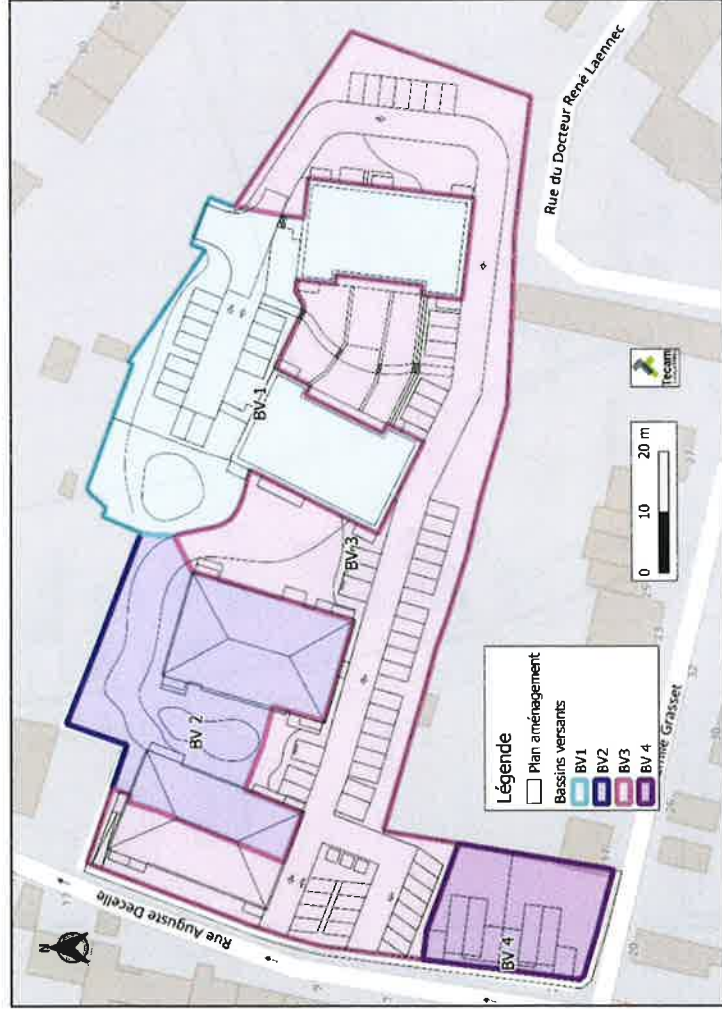 N
Rue Auguste Decelle
Rue du Docteur René Laennec
BV 1
BV 2
BV 3
BV 4
Légende
Plan aménagement
Bassins versants
BV1
BV2
BV3
BV 4
0 10 20 m
Tecam
Grasset